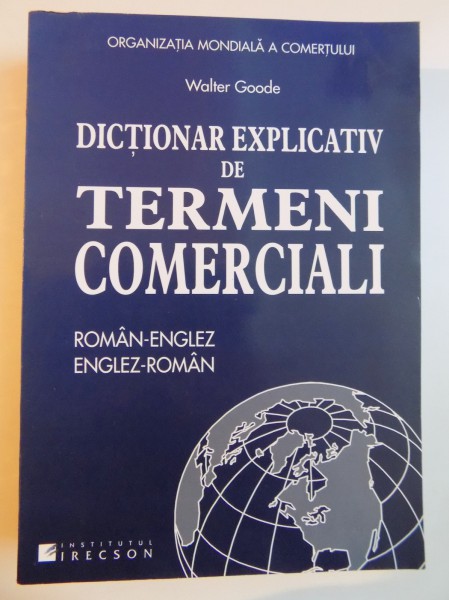 ORGANIZAȚIA MONDIALĂ A COMERȚULUI
Walter Goode
DICȚIONAR EXPLICATIV
DE
TERMENI
COMERCIALI
ROMÂN-ENGLEZ
ENGLEZ-ROMÂN
INSTITUTUL
IRECSON